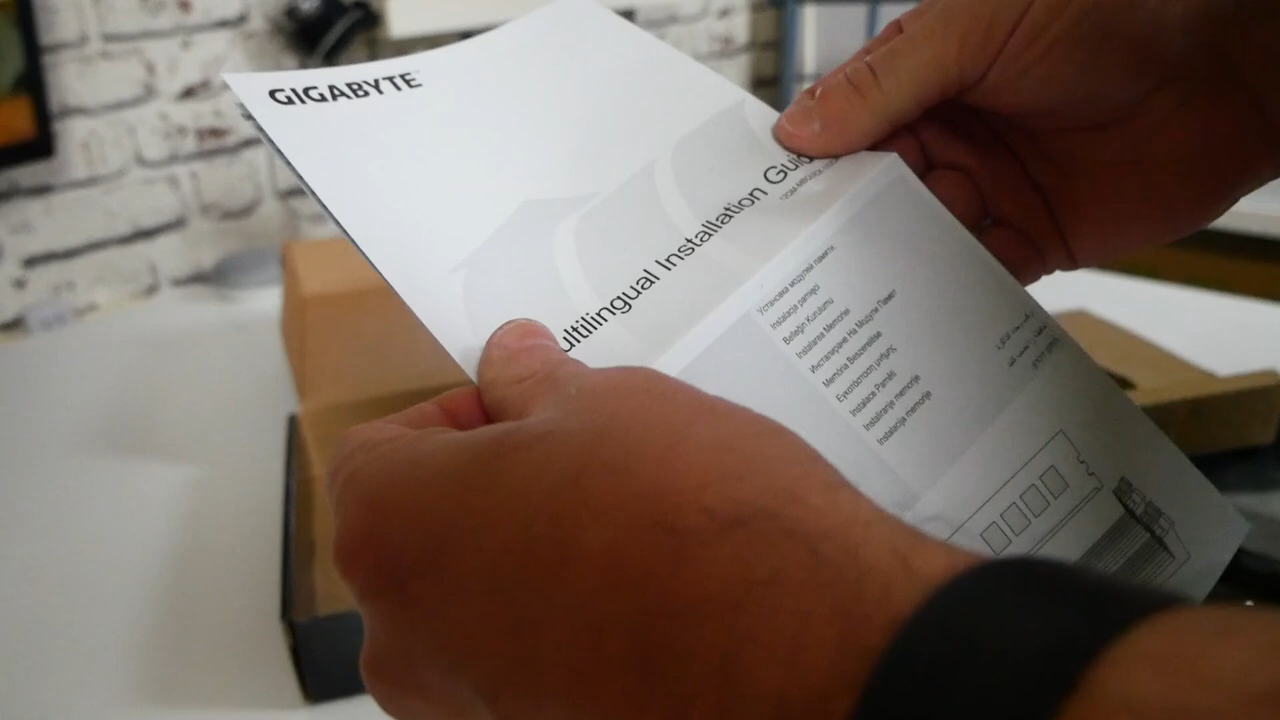 GIGABYTE
ultilingual Installation Guid
Установка модулей памяти
Instalacja pamięci
Belleğin Kurulumu
Instalarea Memoriei
Инсталиране На Модули Памет
Memória Beszerelése
Εγκατάσταση μνήμης
Instalace Paměti
Instaliranje memorije
Instalacija memorije